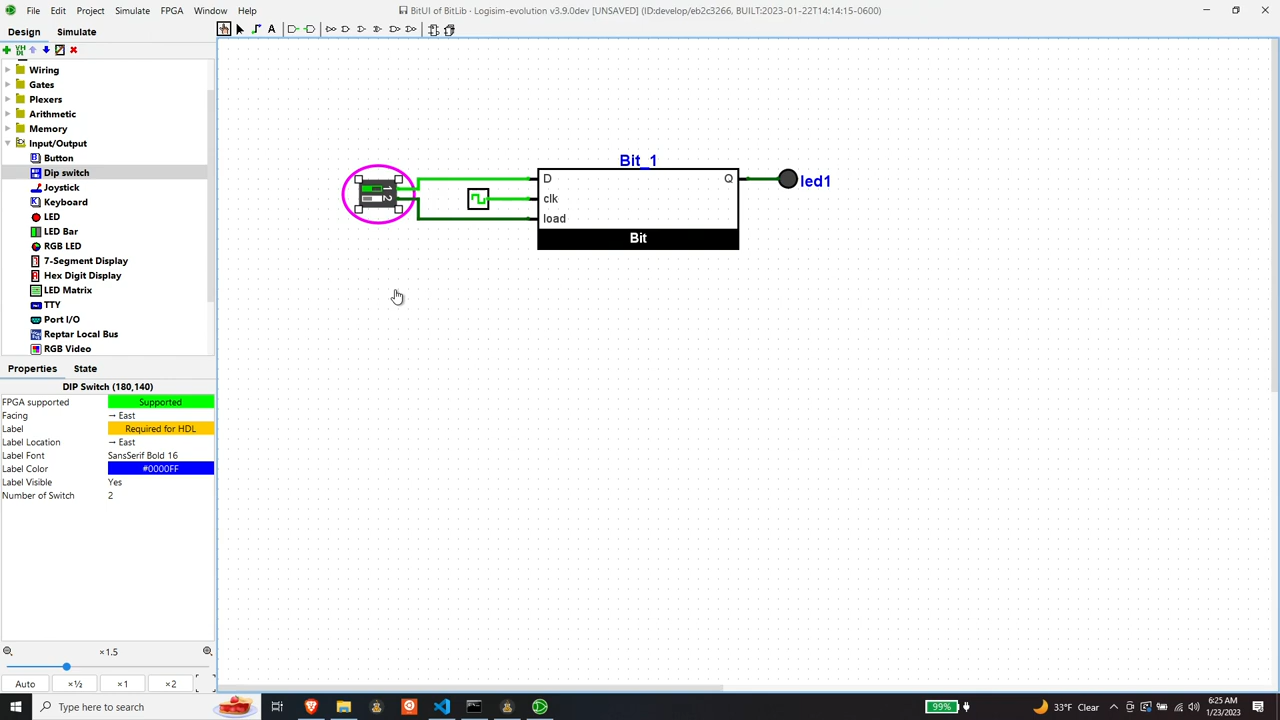 File Edit Project Simulate FPGA Window Help
BitUI of BitLib - Logisim-evolution v3.9.0dev [UNSAVED] (ID:develop/eb2c3266, BUILT:2023-01-22T14:14:15-0600)
Design Simulate
A
Wiring
Gates
Plexers
Arithmetic
Memory
Input/Output
Button
Dip switch
Joystick
Keyboard
LED
LED Bar
RGB LED
7-Segment Display
Hex Digit Display
LED Matrix
TTY
Port I/O
Reptar Local Bus
RGB Video
Bit_1
D
clk
load
Q
Bit
led1
1
2
Properties State
DIP Switch (180,140)
FPGA supported Supported
Facing → East
Label Required for HDL
Label Location → East
Label Font SansSerif Bold 16
Label Color #0000FF
Label Visible Yes
Number of Switch 2
×1.5
Auto ×½ ×1 ×2
Type here to search
99%
33°F Clear
6:25 AM
1/23/2023